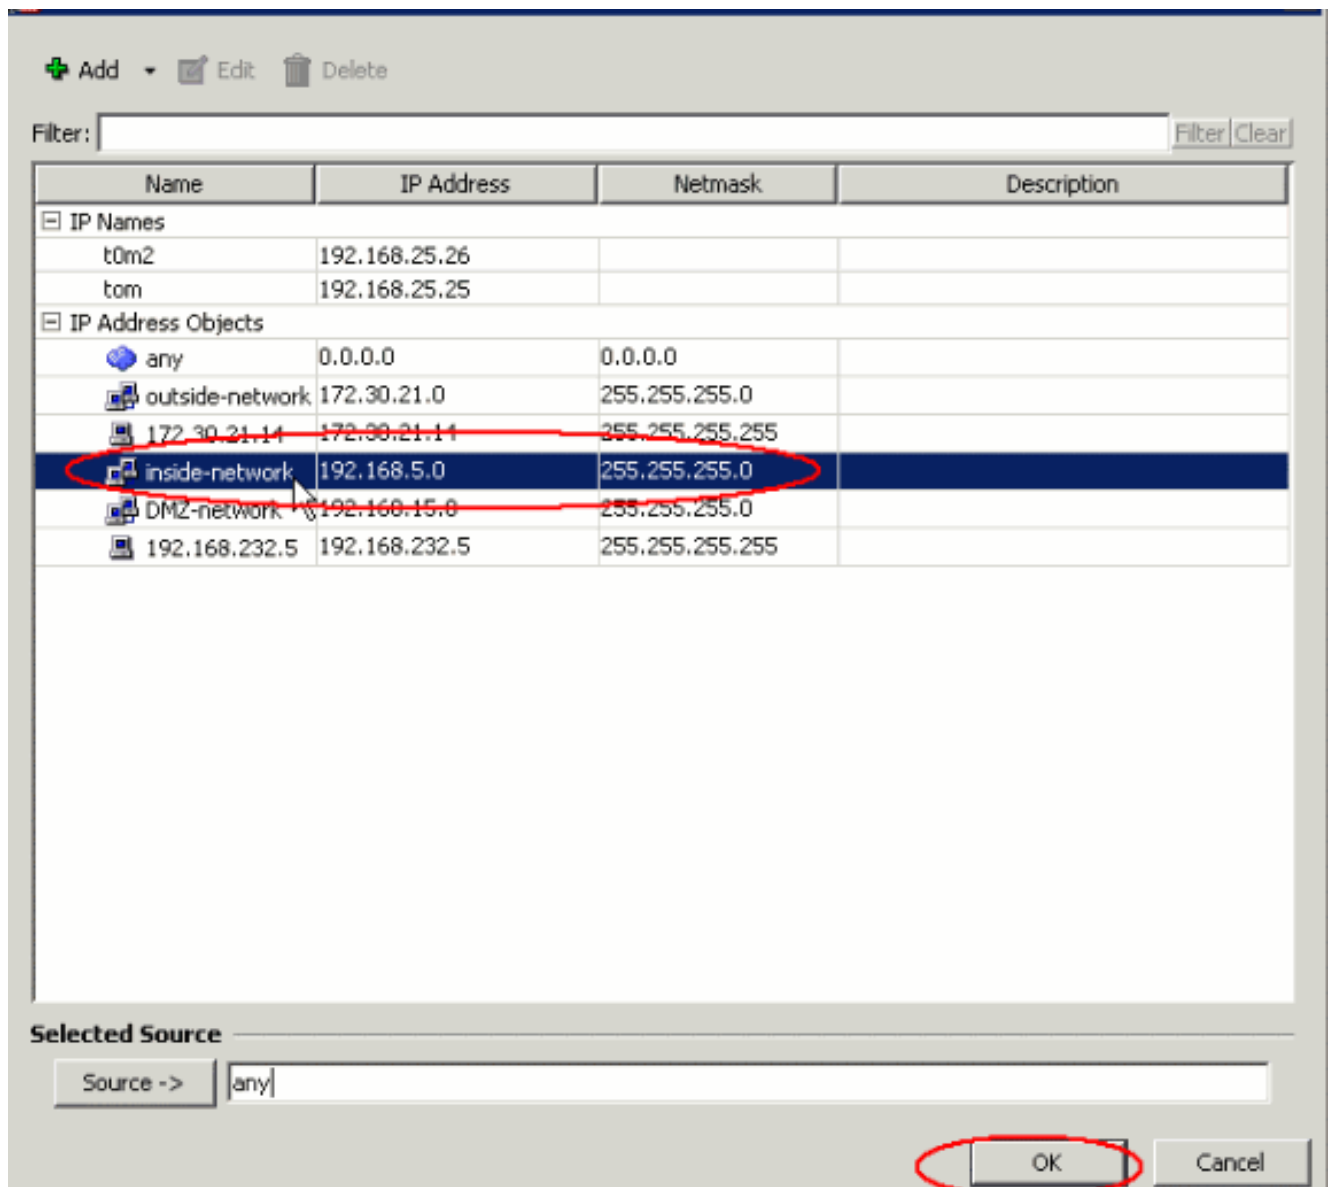 Add Edit Delete
Filter: Filter Clear
Name IP Address Netmask Description
IP Names
t0m2 192.168.25.26
tom 192.168.25.25
IP Address Objects
any 0.0.0.0 0.0.0.0
outside-network 172.30.21.0 255.255.255.0
172.30.21.14 172.30.21.14 255.255.255.255
inside-network 192.168.5.0 255.255.255.0
DMZ-network 192.168.15.0 255.255.255.0
192.168.232.5 192.168.232.5 255.255.255.255
Selected Source
Source -> any
OK Cancel